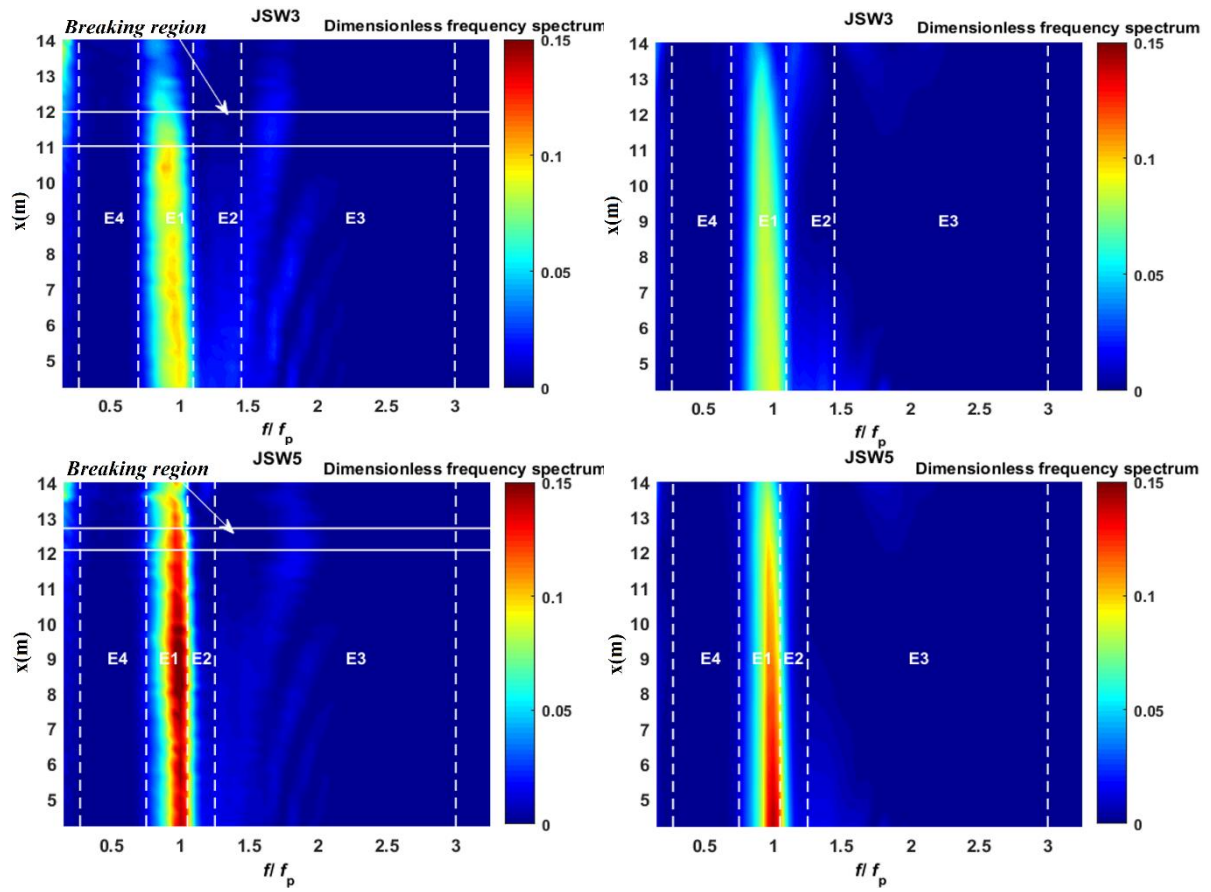 Breaking region
JSW3
Dimensionless frequency spectrum
14
13
12
11
10
9
8
7
6
5
x(m)
E4
E1
E2
E3
0.15
0.1
0.05
0
0.5
1
1.5
2
2.5
3
f/ fp
JSW3
Dimensionless frequency spectrum
14
13
12
11
10
9
8
7
6
5
x(m)
E4
E1
E2
E3
0.15
0.1
0.05
0
0.5
1
1.5
2
2.5
3
f/ fp
Breaking region
JSW5
Dimensionless frequency spectrum
14
13
12
11
10
9
8
7
6
5
x(m)
E4
E1
E2
E3
0.15
0.1
0.05
0
0.5
1
1.5
2
2.5
3
f/ fp
JSW5
Dimensionless frequency spectrum
14
13
12
11
10
9
8
7
6
5
x(m)
E4
E1
E2
E3
0.15
0.1
0.05
0
0.5
1
1.5
2
2.5
3
f/ fp